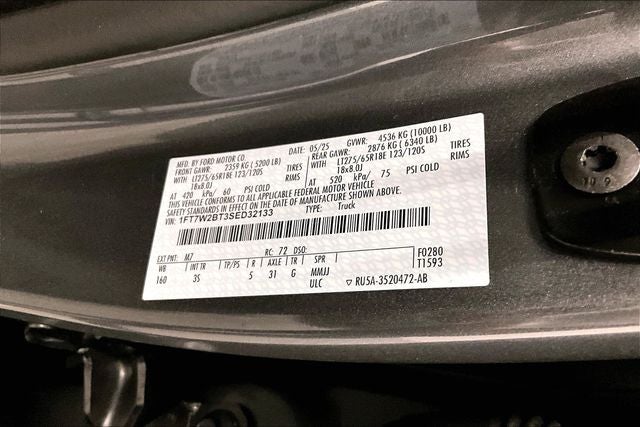 MFD. BY FORD MOTOR CO. DATE: 05/25 GVWR: 4536 KG (10000 LB)
FRONT GAWR: 2359 KG (5200 LB) REAR GAWR: 2876 KG (6340 LB)
WITH LT275/65R18E 123/120S TIRES WITH LT275/65R18E 123/120S TIRES
18x8.0J RIMS 18x8.0J RIMS
AT 420 kPa/ 60 PSI COLD AT 520 kPa/ 75 PSI COLD
THIS VEHICLE CONFORMS TO ALL APPLICABLE FEDERAL MOTOR VEHICLE
SAFETY STANDARDS IN EFFECT ON THE DATE OF MANUFACTURE SHOWN ABOVE.
VIN: 1FT7W2BT3SED32133 TYPE: Truck
EXT PNT: M7 RC: 72 DSO: F0280
WB INT TR TP/PS R AXLE TR SPR T1593
160 3S 5 31 G MMJJ
ULC ▽ RU5A-3520472-AB
10 9